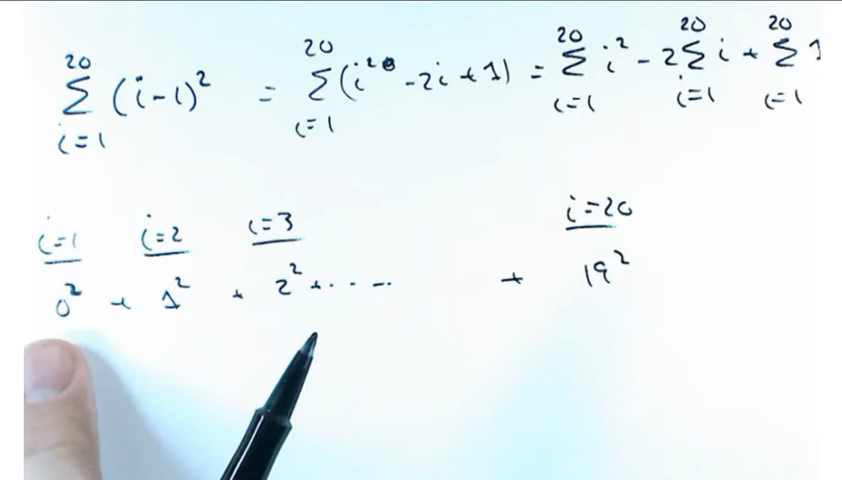 20 ∑ i=1 (i-1)² = 20 ∑ i=1 (i² - 2i + 1) = 20 ∑ i=1 i² - 2 20 ∑ i=1 i + 20 ∑ i=1 1
i=1 i=2 i=3 i=20
0² + 1² + 2² + ..... + 19²